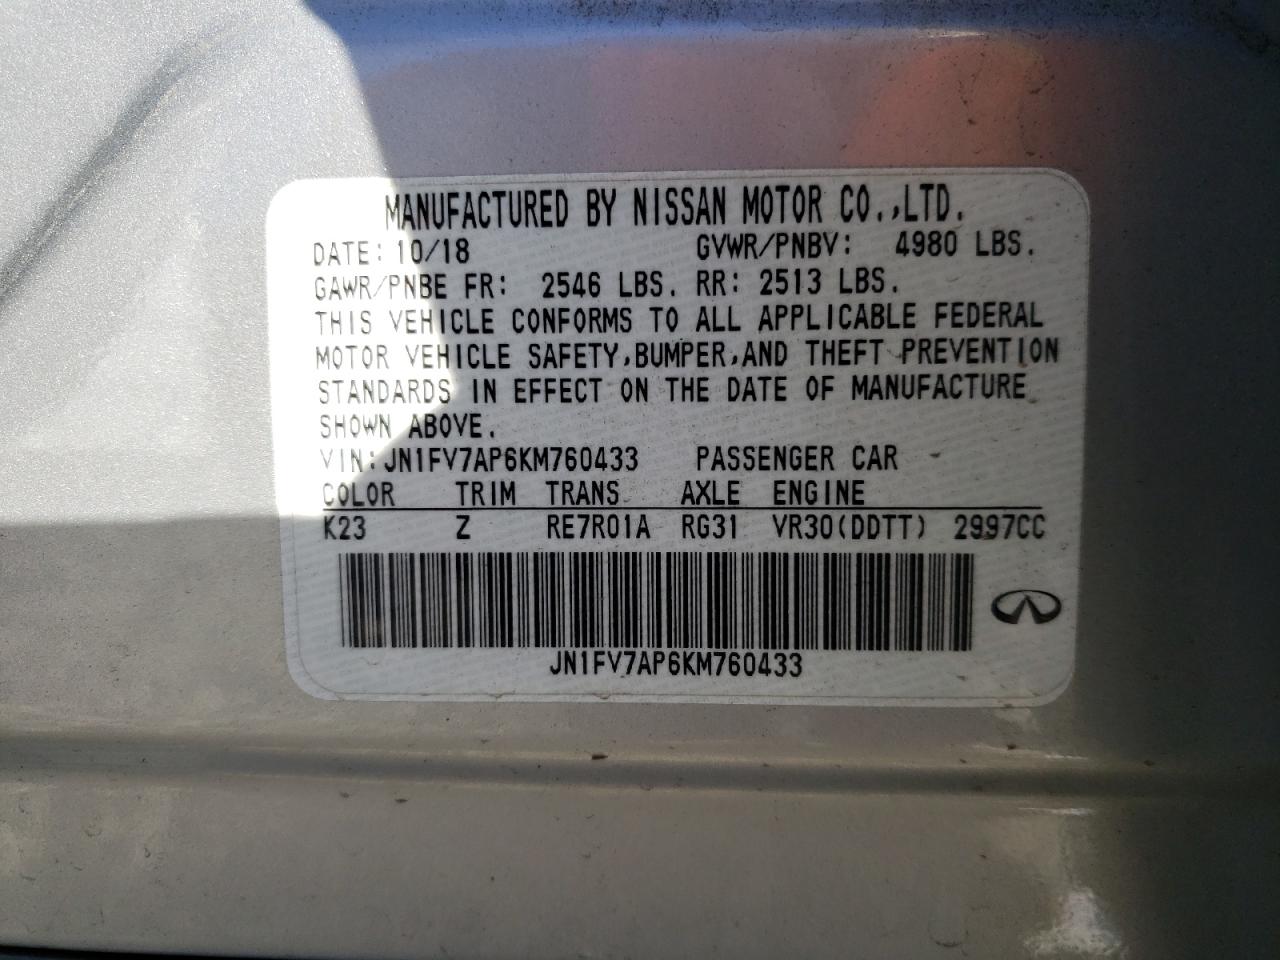 MANUFACTURED BY NISSAN MOTOR CO.,LTD.
DATE: 10/18 GVWR/PNBV: 4980 LBS.
GAWR/PNBE FR: 2546 LBS. RR: 2513 LBS.
THIS VEHICLE CONFORMS TO ALL APPLICABLE FEDERAL
MOTOR VEHICLE SAFETY,BUMPER,AND THEFT PREVENTION
STANDARDS IN EFFECT ON THE DATE OF MANUFACTURE
SHOWN ABOVE.
VIN: JN1FV7AP6KM760433 PASSENGER CAR
COLOR TRIM TRANS AXLE ENGINE
K23 Z RE7R01A RG31 VR30(DDTT) 2997CC
JN1FV7AP6KM760433